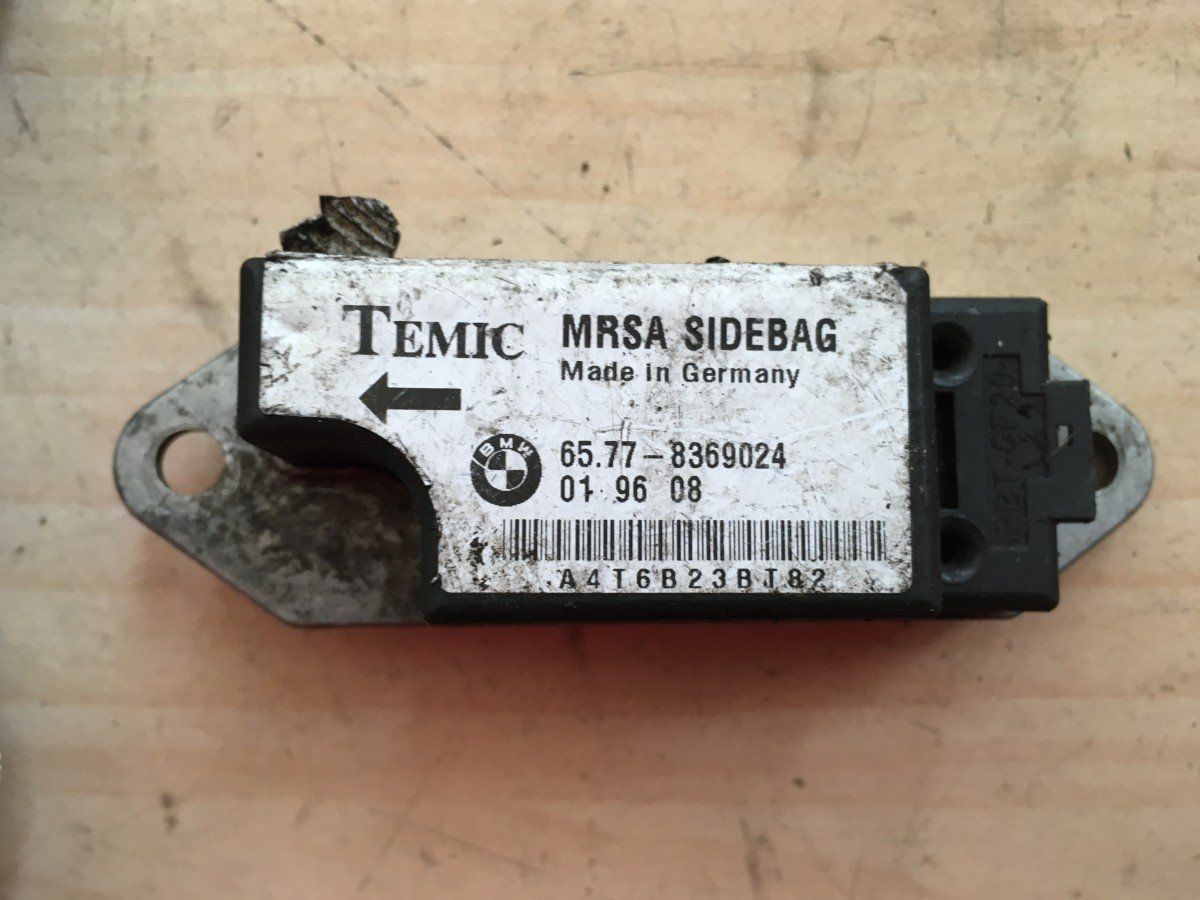 TEMIC
MRSA SIDEBAG
Made in Germany
BMW
65.77-8369024
01 96 08
A4T6B23BT82